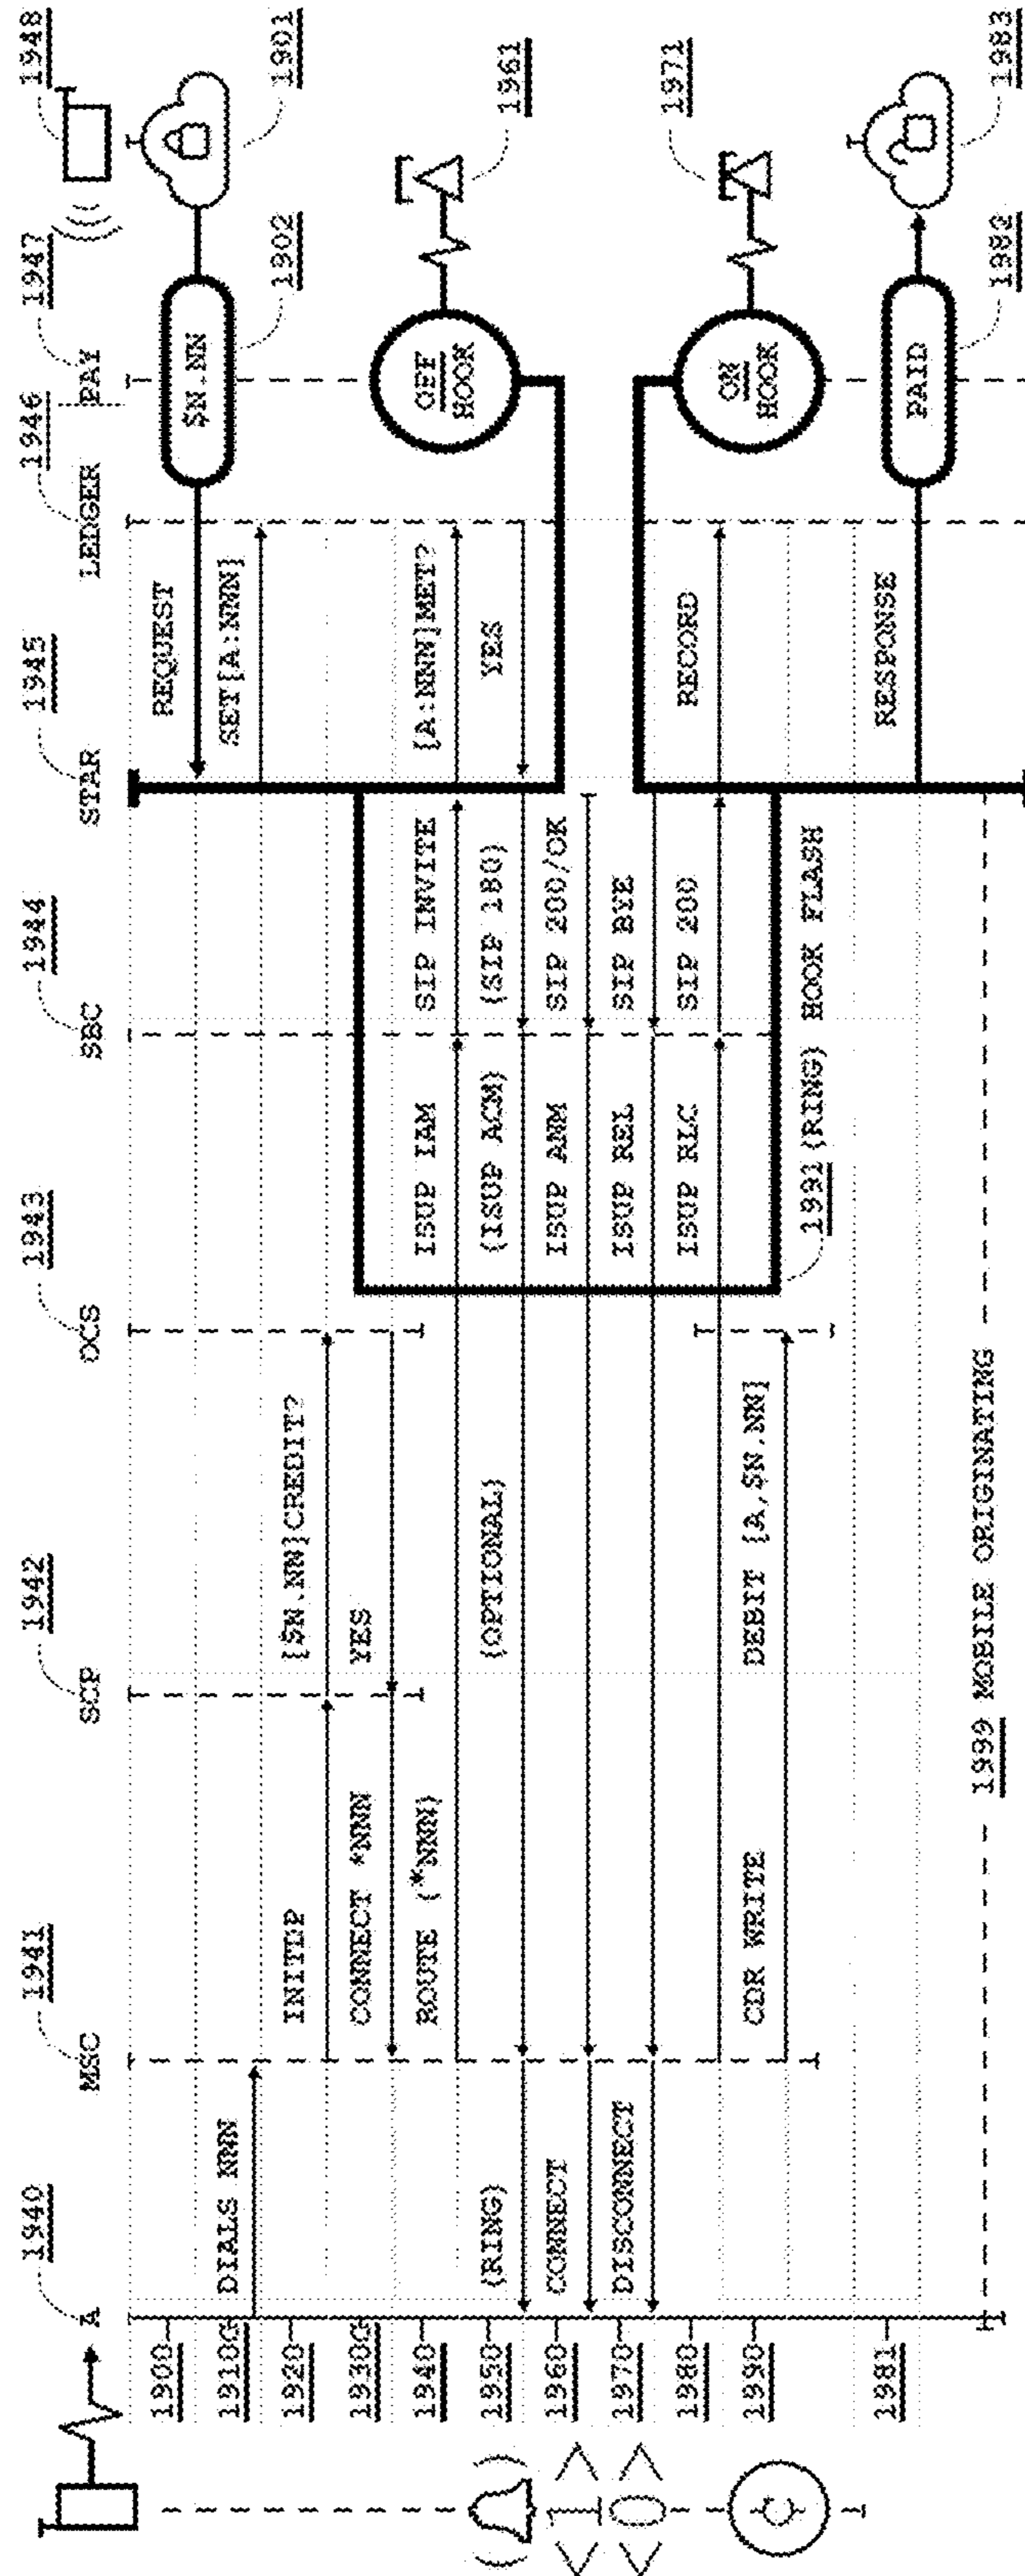 1940 1941 1942 1943 1944 1945 1946 1947 1948
A MSC SCP OCS SBC STAR LEDGER PAY
1900 REQUEST $N.NN 1902 1901
1910G DIALS NNN SET[A:NNN]
1920 INITDP [$N.NN]CREDIT?
1930G CONNECT *NNN YES
1940 ROUTE (*NNN) ISUP IAM SIP INVITE [A:NNN]MET? OFF HOOK 1961
1950 {RING} {OPTIONAL} {ISUP ACM} {SIP 180} YES
1960 CONNECT ISUP ANM SIP 200/OK
<1>
1970 DISCONNECT ISUP REL SIP BYE
<0>
1980 ISUP RLC SIP 200 RECORD ON HOOK 1971
1990 CDR WRITE DEBIT [A,$N.NN]
1991 {RING} HOOK FLASH
1981 RESPONSE PAID 1982 1983
1999 MOBILE ORIGINATING